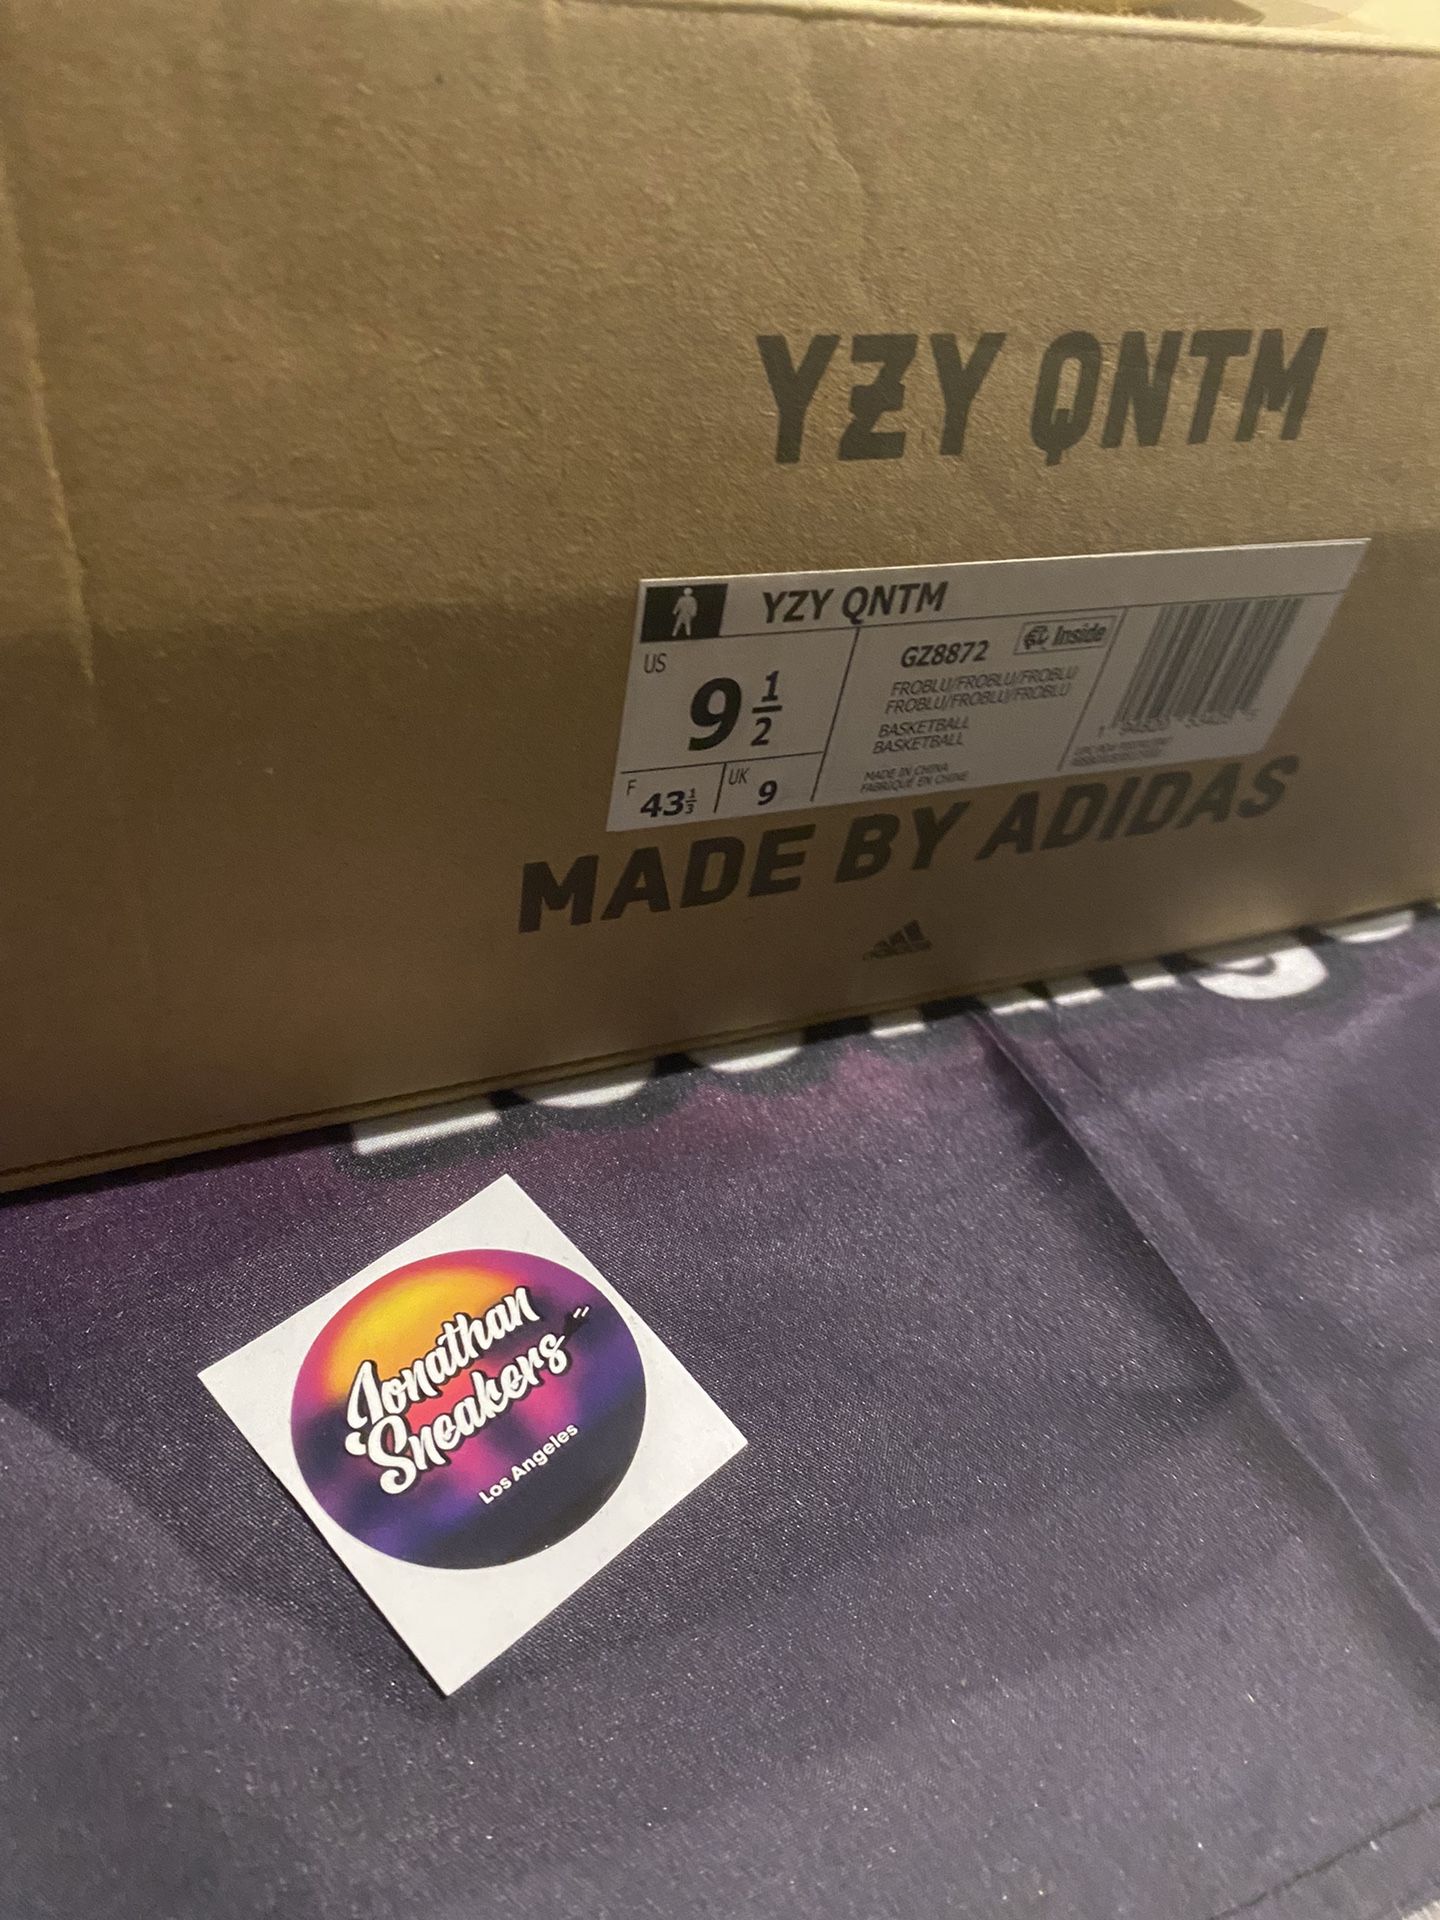 YZY QNTM
YZY QNTM
US
9 1/2
F
43 1/3
UK
9
GZ8872
Inside
FROBLU/FROBLU/FROBLU
FROBLU/FROBLU/FROBLU
BASKETBALL
BASKETBALL
MADE IN CHINA
FABRIQUÉ EN CHINE
MADE BY ADIDAS
Jonathan
Sneakers
Los Angeles